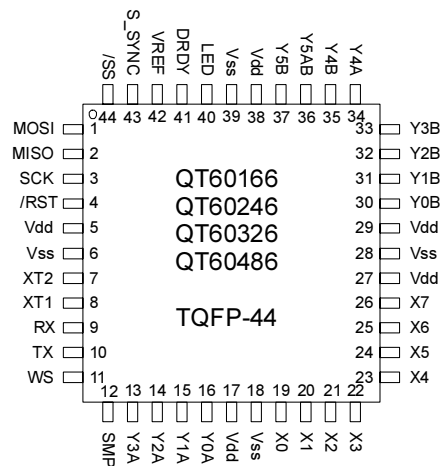 /SS
S_SYNC
VREF
DRDY
LED
Vss
Vdd
Y5B
Y5AB
Y4B
Y4A
44 43 42 41 40 39 38 37 36 35 34
MOSI 1 33 Y3B
MISO 2 32 Y2B
SCK 3 QT60166 31 Y1B
/RST 4 QT60246 30 Y0B
Vdd 5 QT60326 29 Vdd
Vss 6 QT60486 28 Vss
XT2 7 27 Vdd
XT1 8 TQFP-44 26 X7
RX 9 25 X6
TX 10 24 X5
WS 11 23 X4
12 13 14 15 16 17 18 19 20 21 22
SMP
Y3A
Y2A
Y1A
Y0A
Vdd
Vss
X0
X1
X2
X3